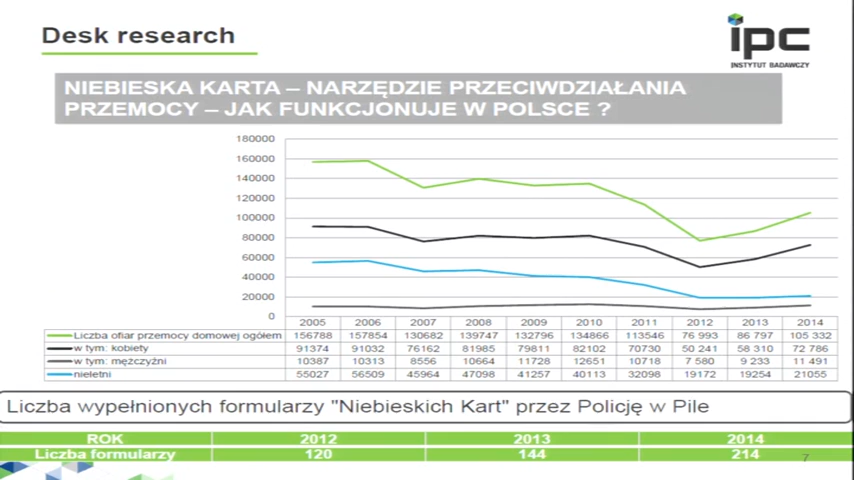 Desk research
ipc
INSTYTUT BADAWCZY
NIEBIESKA KARTA – NARZĘDZIE PRZECIWDZIAŁANIA
PRZEMOCY – JAK FUNKCJONUJE W POLSCE ?
180000
160000
140000
120000
100000
80000
60000
40000
20000
0
2005 2006 2007 2008 2009 2010 2011 2012 2013 2014
Liczba ofiar przemocy domowej ogółem 156788 157854 130682 139747 132796 134866 113546 76 993 86 797 105 332
w tym: kobiety 91374 91032 76162 81985 79811 82102 70730 50 241 58 310 72 786
w tym: mężczyźni 10387 10313 8556 10664 11728 12651 10718 7 580 9 233 11 491
nieletni 55027 56509 45964 47098 41257 40113 32098 19172 19254 21055
Liczba wypełnionych formularzy "Niebieskich Kart" przez Policję w Pile
ROK 2012 2013 2014
Liczba formularzy 120 144 214
7